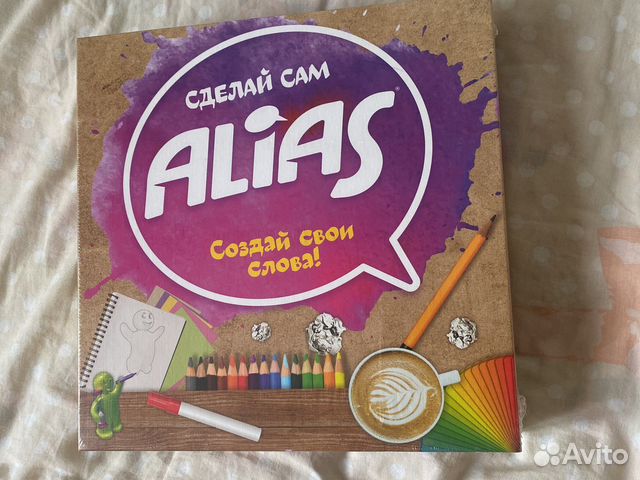 СДЕЛАЙ САМ
ALIAS
Создай свои
слова!
Avito